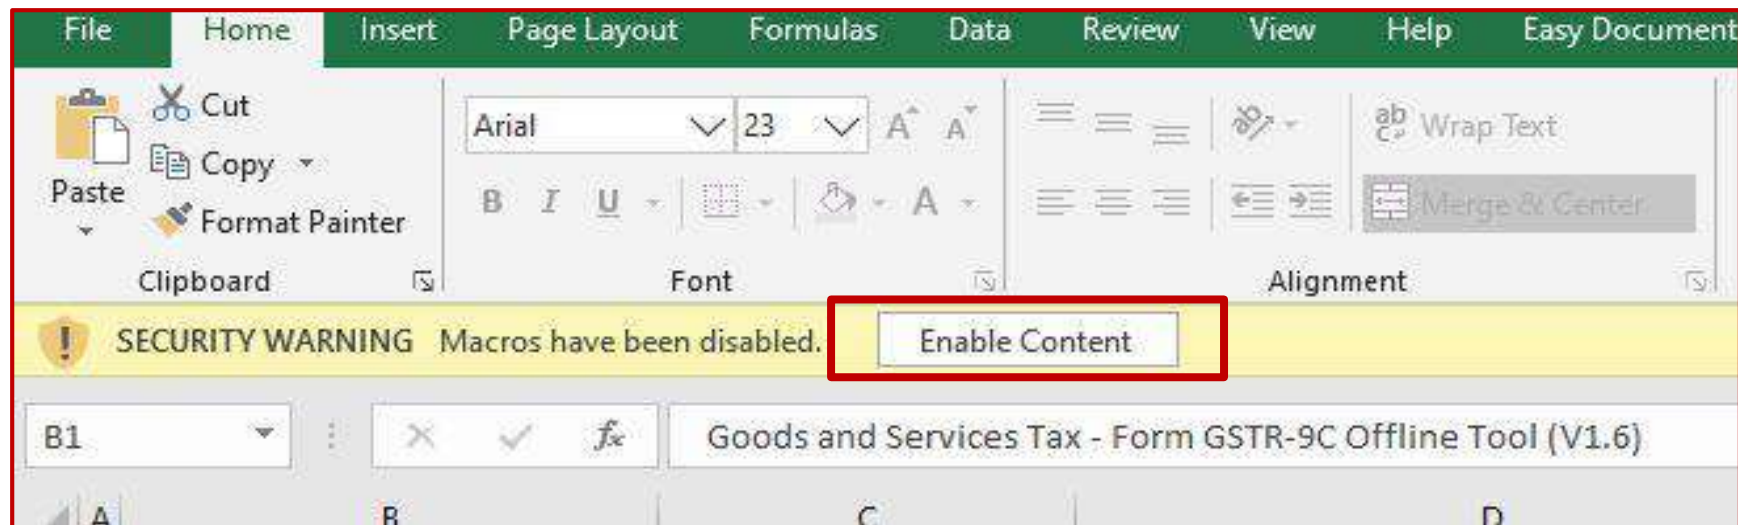 File Home Insert Page Layout Formulas Data Review View Help Easy Document
Cut
Copy
Format Painter
Paste
Clipboard
Arial 23 A A
B I U A
Font
ab Wrap Text
Merge & Center
Alignment
SECURITY WARNING Macros have been disabled. Enable Content
B1 fx Goods and Services Tax - Form GSTR-9C Offline Tool (V1.6)
A B C D